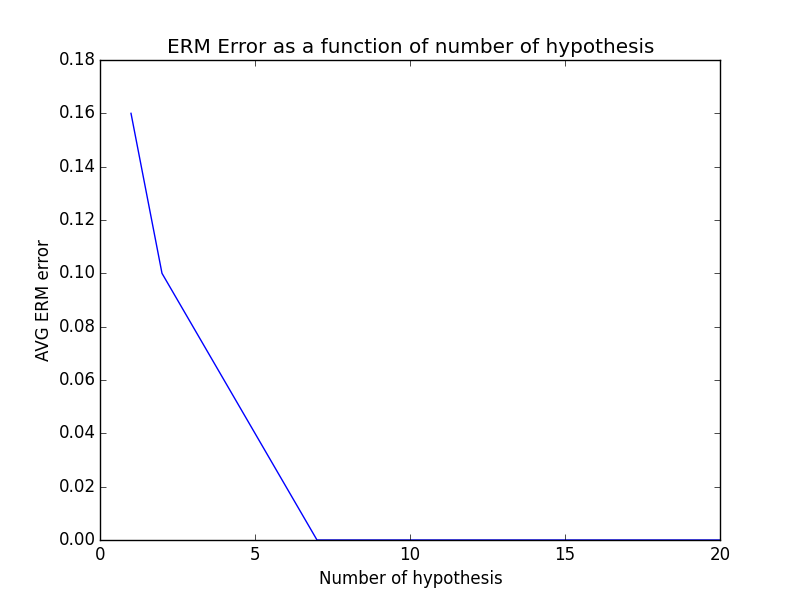 ERM Error as a function of number of hypothesis
0.18
0.16
0.14
0.12
0.10
0.08
0.06
0.04
0.02
0.00
AVG ERM error
0 5 10 15 20
Number of hypothesis